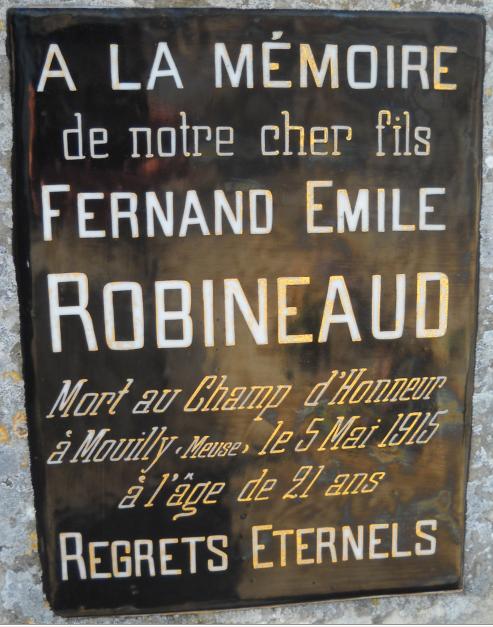 A LA MÉMOIRE
de notre cher fils
FERNAND EMILE
ROBINEAUD
Mort au Champ d'Honneur
à Mouilly (Meuse) le 5 Mai 1915
à l'âge de 21 ans
REGRETS ETERNELS